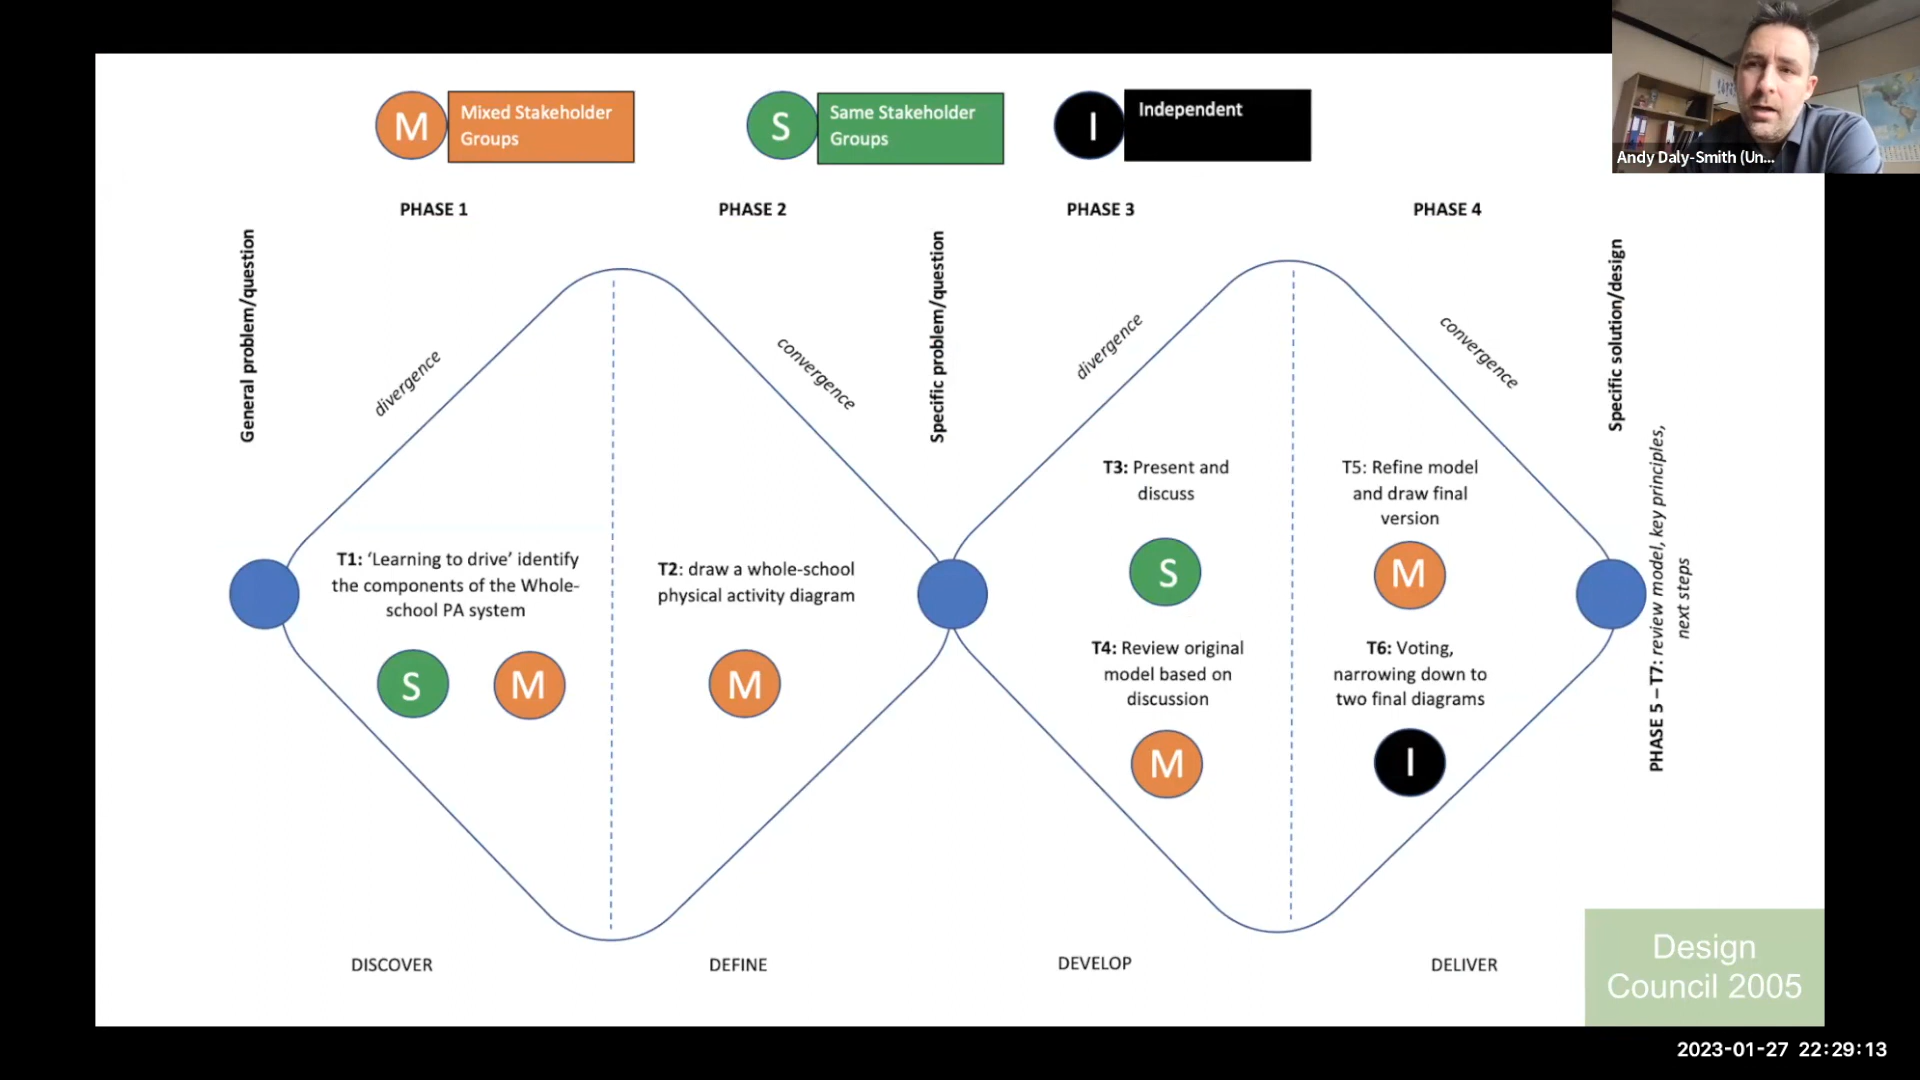 M
Mixed Stakeholder
Groups
S
Same Stakeholder
Groups
I
Independent
Andy Daly-Smith (Un...
PHASE 1
PHASE 2
PHASE 3
PHASE 4
General problem/question
divergence
convergence
Specific problem/question
divergence
convergence
Specific solution/design
T1: ‘Learning to drive’ identify
the components of the Whole-
school PA system
S
M
T2: draw a whole-school
physical activity diagram
M
T3: Present and
discuss
S
T4: Review original
model based on
discussion
M
T5: Refine model
and draw final
version
M
T6: Voting,
narrowing down to
two final diagrams
I
PHASE 5 – T7: review model, key principles,
next steps
DISCOVER
DEFINE
DEVELOP
DELIVER
Design
Council 2005
2023-01-27 22:29:13